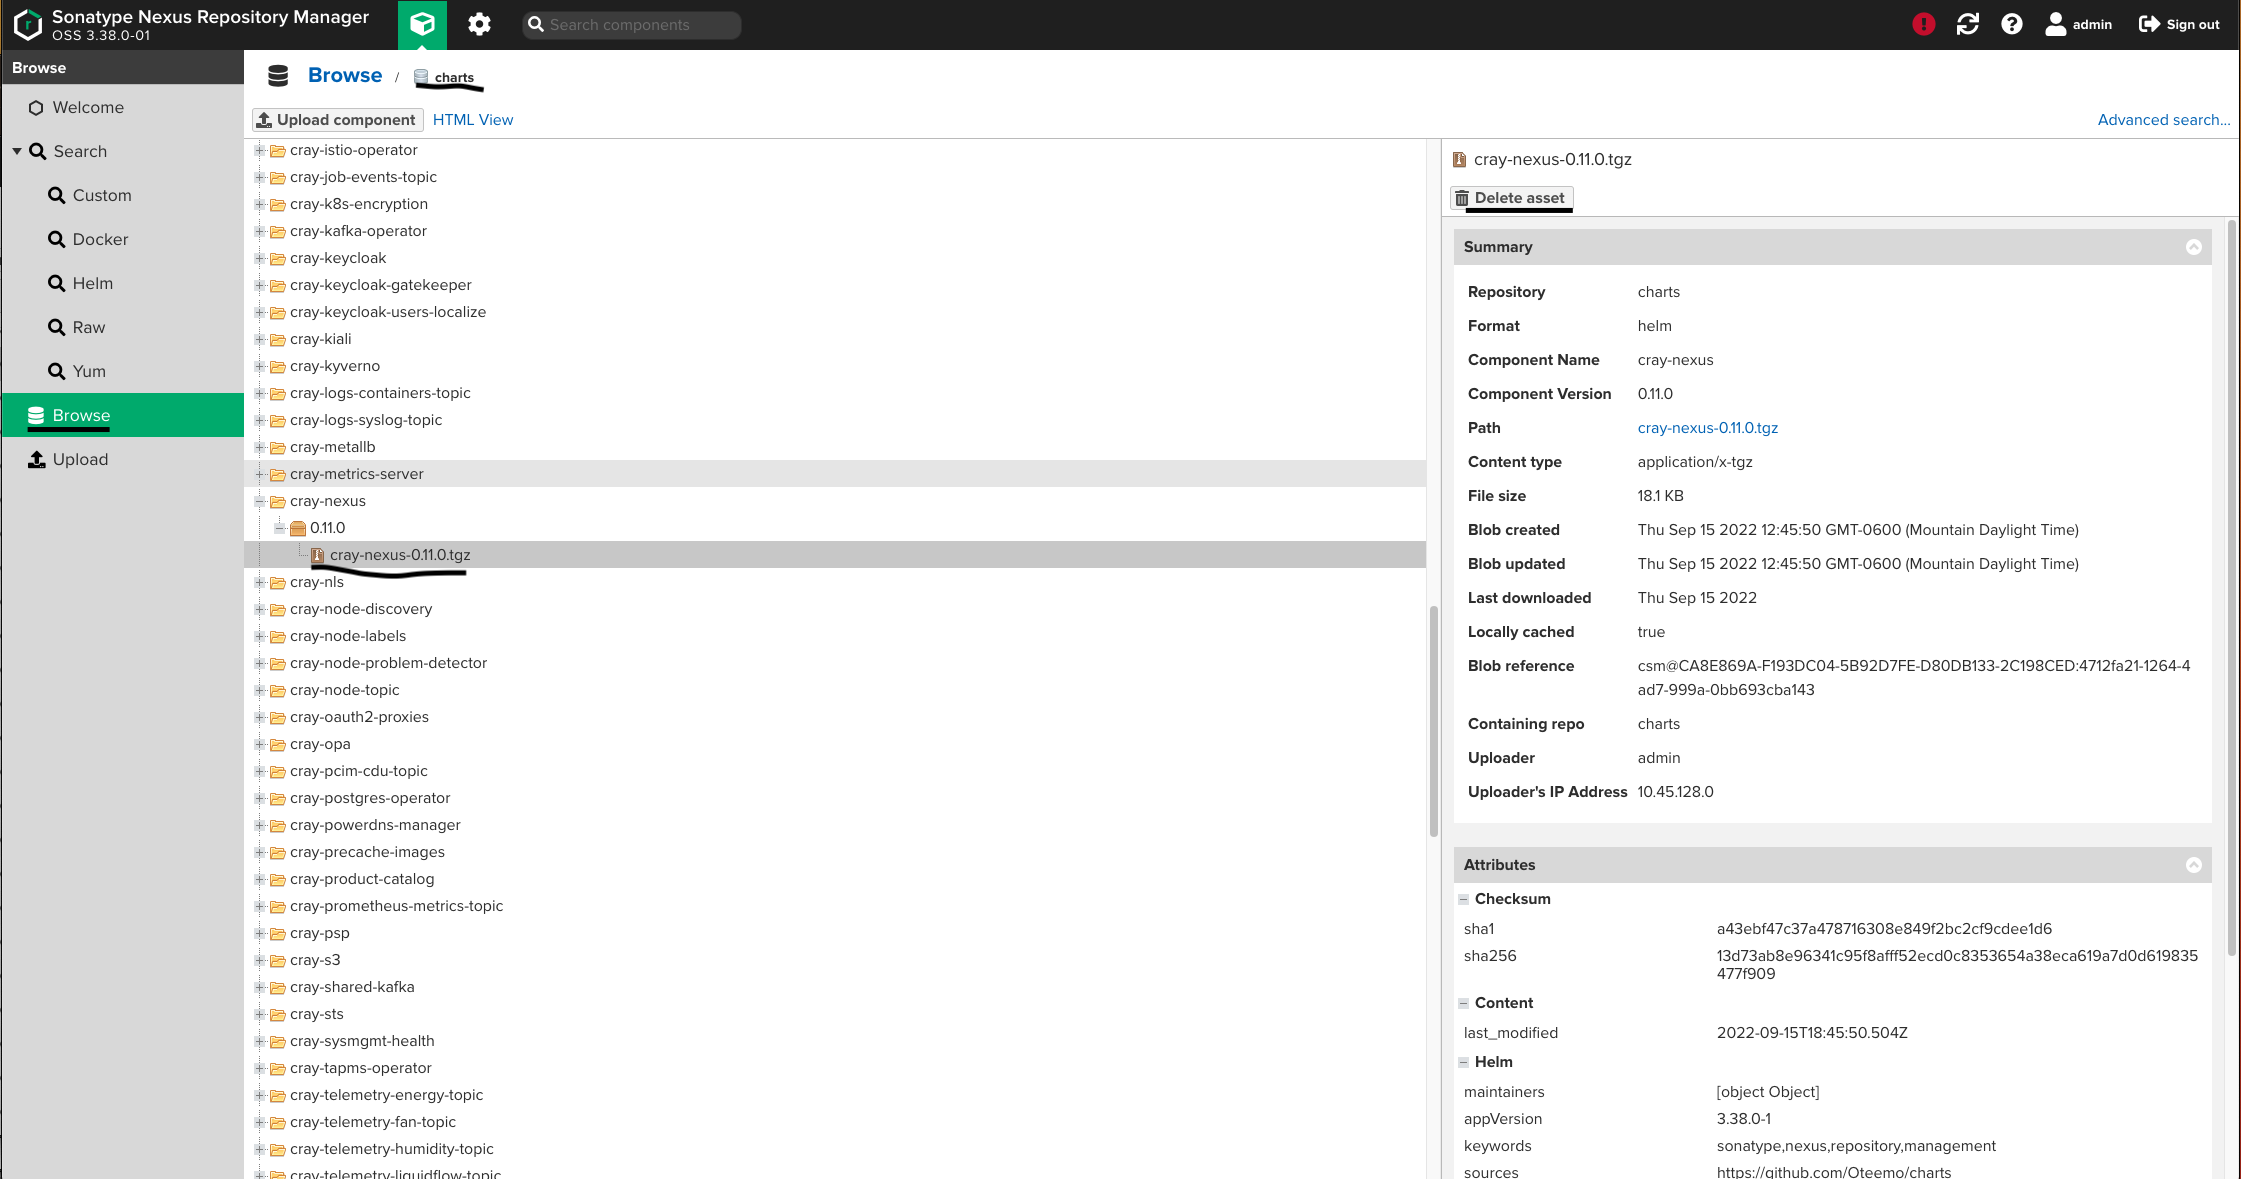 Sonatype Nexus Repository Manager
OSS 3.38.0-01
Search components
admin
Sign out
Browse
Welcome
Search
Custom
Docker
Helm
Raw
Yum
Browse
Upload
Browse / charts
Upload component
HTML View
Advanced search...
cray-istio-operator
cray-job-events-topic
cray-k8s-encryption
cray-kafka-operator
cray-keycloak
cray-keycloak-gatekeeper
cray-keycloak-users-localize
cray-kiali
cray-kyverno
cray-logs-containers-topic
cray-logs-syslog-topic
cray-metallb
cray-metrics-server
cray-nexus
0.11.0
cray-nexus-0.11.0.tgz
cray-nls
cray-node-discovery
cray-node-labels
cray-node-problem-detector
cray-node-topic
cray-oauth2-proxies
cray-opa
cray-pcim-cdu-topic
cray-postgres-operator
cray-powerdns-manager
cray-precache-images
cray-product-catalog
cray-prometheus-metrics-topic
cray-psp
cray-s3
cray-shared-kafka
cray-sts
cray-sysmgmt-health
cray-tapms-operator
cray-telemetry-energy-topic
cray-telemetry-fan-topic
cray-telemetry-humidity-topic
cray-telemetry-liquidflow-topic
cray-nexus-0.11.0.tgz
Delete asset
Summary
Repository charts
Format helm
Component Name cray-nexus
Component Version 0.11.0
Path cray-nexus-0.11.0.tgz
Content type application/x-tgz
File size 18.1 KB
Blob created Thu Sep 15 2022 12:45:50 GMT-0600 (Mountain Daylight Time)
Blob updated Thu Sep 15 2022 12:45:50 GMT-0600 (Mountain Daylight Time)
Last downloaded Thu Sep 15 2022
Locally cached true
Blob reference csm@CA8E869A-F193DC04-5B92D7FE-D80DB133-2C198CED:4712fa21-1264-4
ad7-999a-0bb693cba143
Containing repo charts
Uploader admin
Uploader's IP Address 10.45.128.0
Attributes
Checksum
sha1 a43ebf47c37a478716308e849f2bc2cf9cdee1d6
sha256 13d73ab8e96341c95f8afff52ecd0c8353654a38eca619a7d0d619835
477f909
Content
last_modified 2022-09-15T18:45:50.504Z
Helm
maintainers [object Object]
appVersion 3.38.0-1
keywords sonatype,nexus,repository,management
sources https://github.com/Oteemo/charts